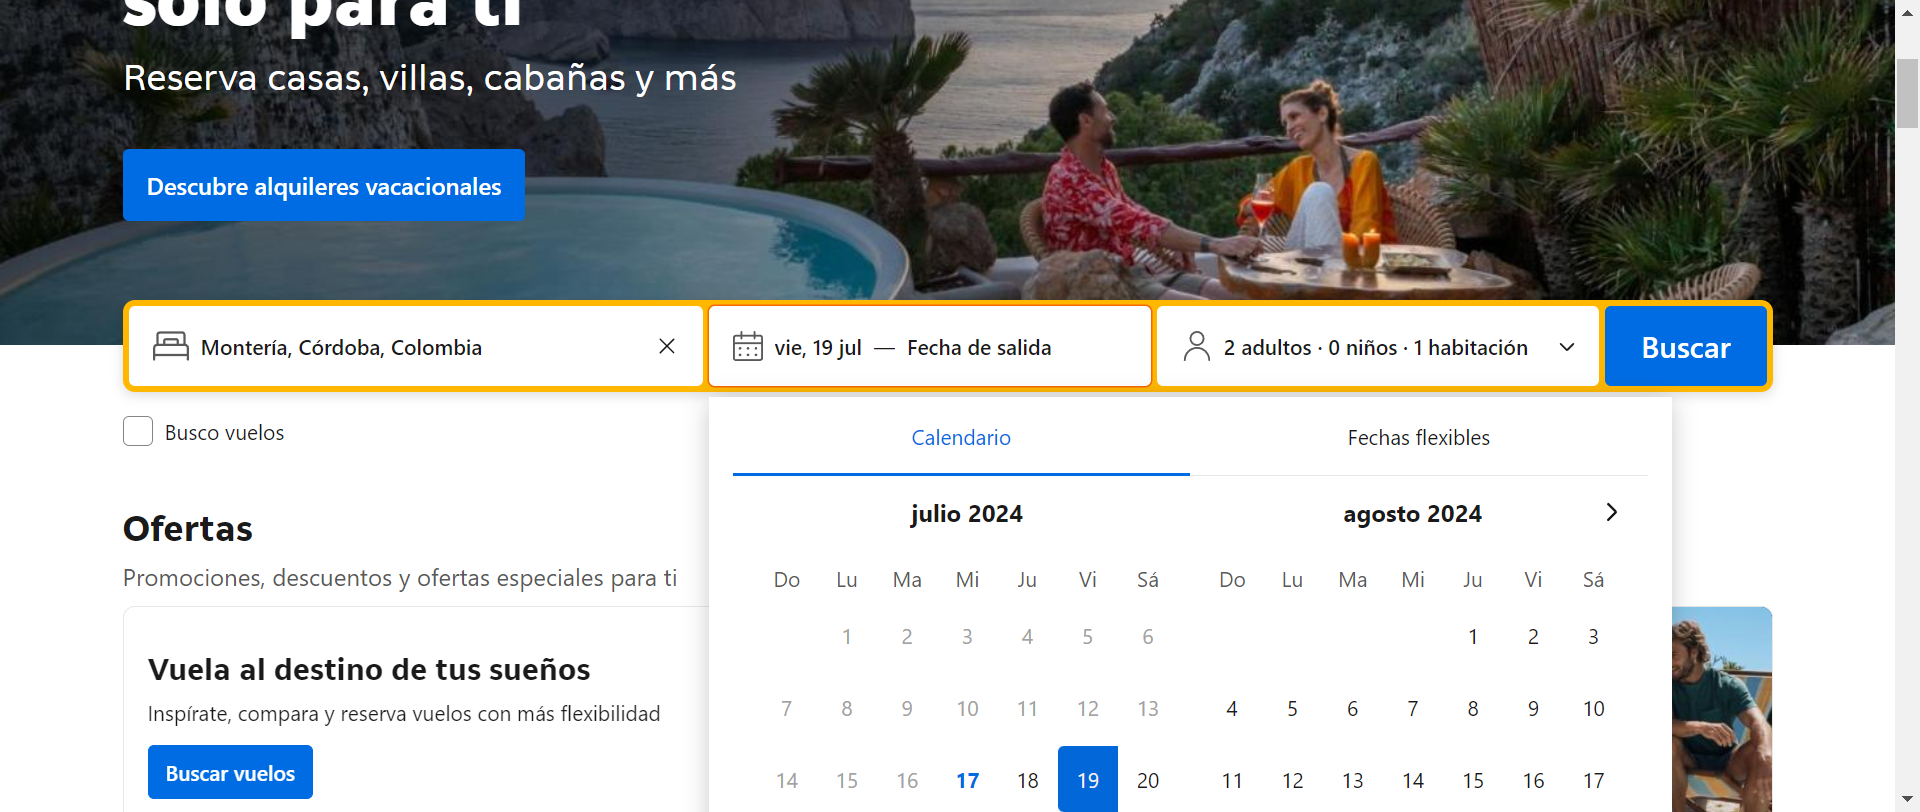 solo para ti
Reserva casas, villas, cabañas y más
Descubre alquileres vacacionales
Montería, Córdoba, Colombia
vie, 19 jul — Fecha de salida
2 adultos · 0 niños · 1 habitación
Buscar
Busco vuelos
Calendario
Fechas flexibles
Ofertas
Promociones, descuentos y ofertas especiales para ti
Vuela al destino de tus sueños
Inspírate, compara y reserva vuelos con más flexibilidad
Buscar vuelos
julio 2024
Do Lu Ma Mi Ju Vi Sá
1 2 3 4 5 6
7 8 9 10 11 12 13
14 15 16 17 18 19 20
agosto 2024
Do Lu Ma Mi Ju Vi Sá
1 2 3
4 5 6 7 8 9 10
11 12 13 14 15 16 17